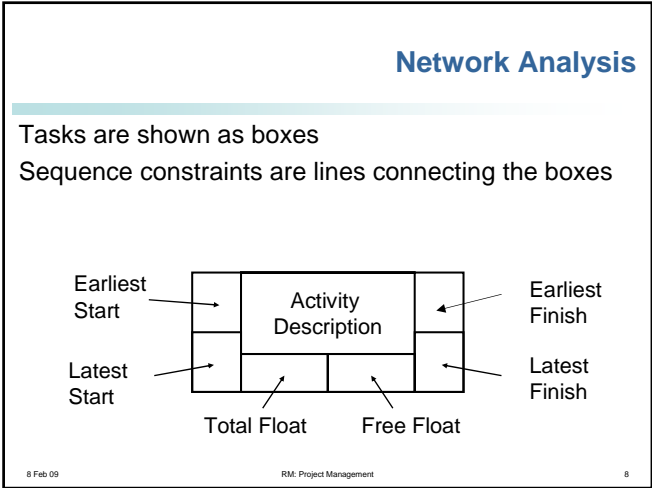 Network Analysis
Tasks are shown as boxes
Sequence constraints are lines connecting the boxes
Earliest
Start
Activity
Description
Earliest
Finish
Latest
Start
Latest
Finish
Total Float
Free Float
8 Feb 09
RM: Project Management
8